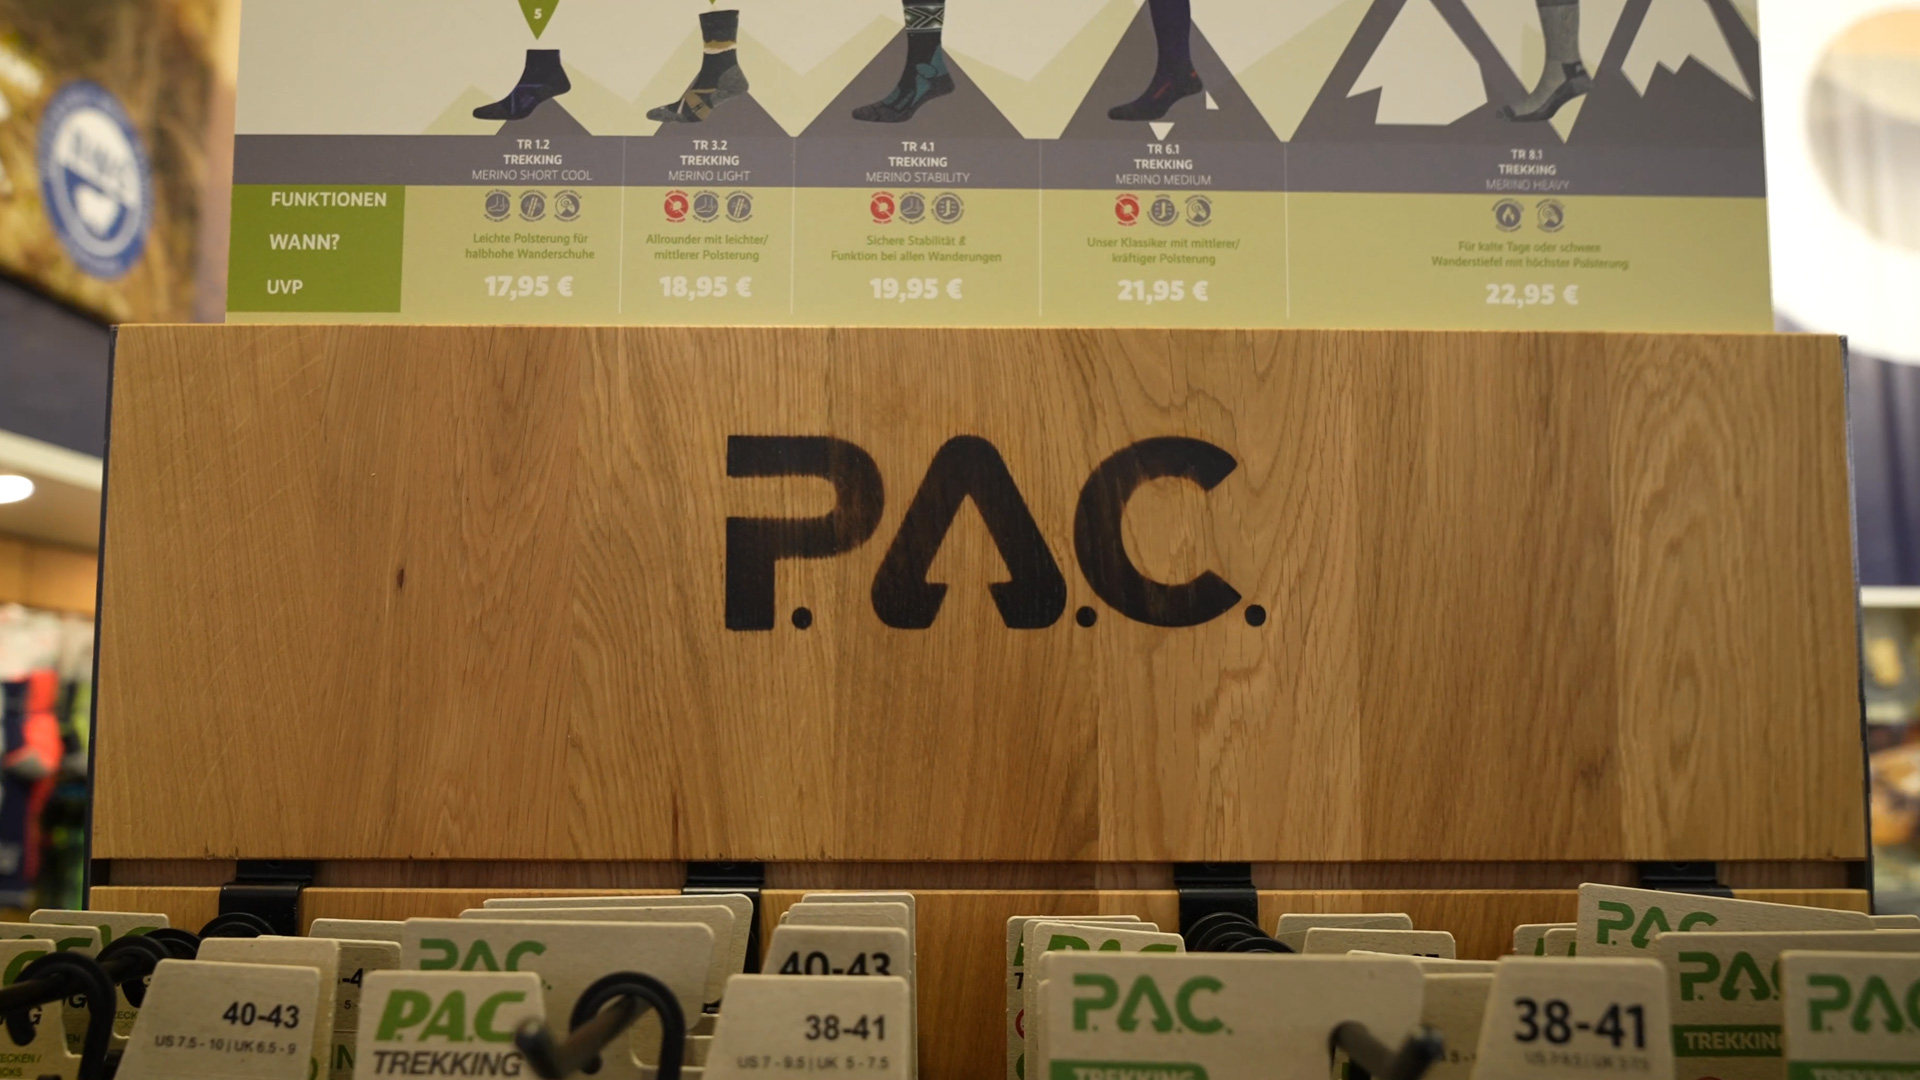 5
TR 1.2
TREKKING
MERINO SHORT COOL
TR 3.2
TREKKING
MERINO LIGHT
TR 4.1
TREKKING
MERINO STABILITY
TR 6.1
TREKKING
MERINO MEDIUM
TR 8.1
TREKKING
MERINO HEAVY
FUNKTIONEN
WANN?
Leichte Polsterung für
halbhohe Wanderschuhe
Allrounder mit leichter/
mittlerer Polsterung
Sichere Stabilität &
Funktion bei allen Wanderungen
Unser Klassiker mit mittlerer/
kräftiger Polsterung
Für kalte Tage oder schwere
Wanderstiefel mit höchster Polsterung
UVP
17,95 €
18,95 €
19,95 €
21,95 €
22,95 €
P.A.C.
40-43
US 7.5 - 10 | UK 6.5 - 9
P.A.C.
P.A.C.
TREKKING
40-43
38-41
US 7 - 9.5 | UK 5 - 7.5
P.A.C.
TREKKING
38-41
P.A.C.
P.A.C.
TREKKING
P.A.C.